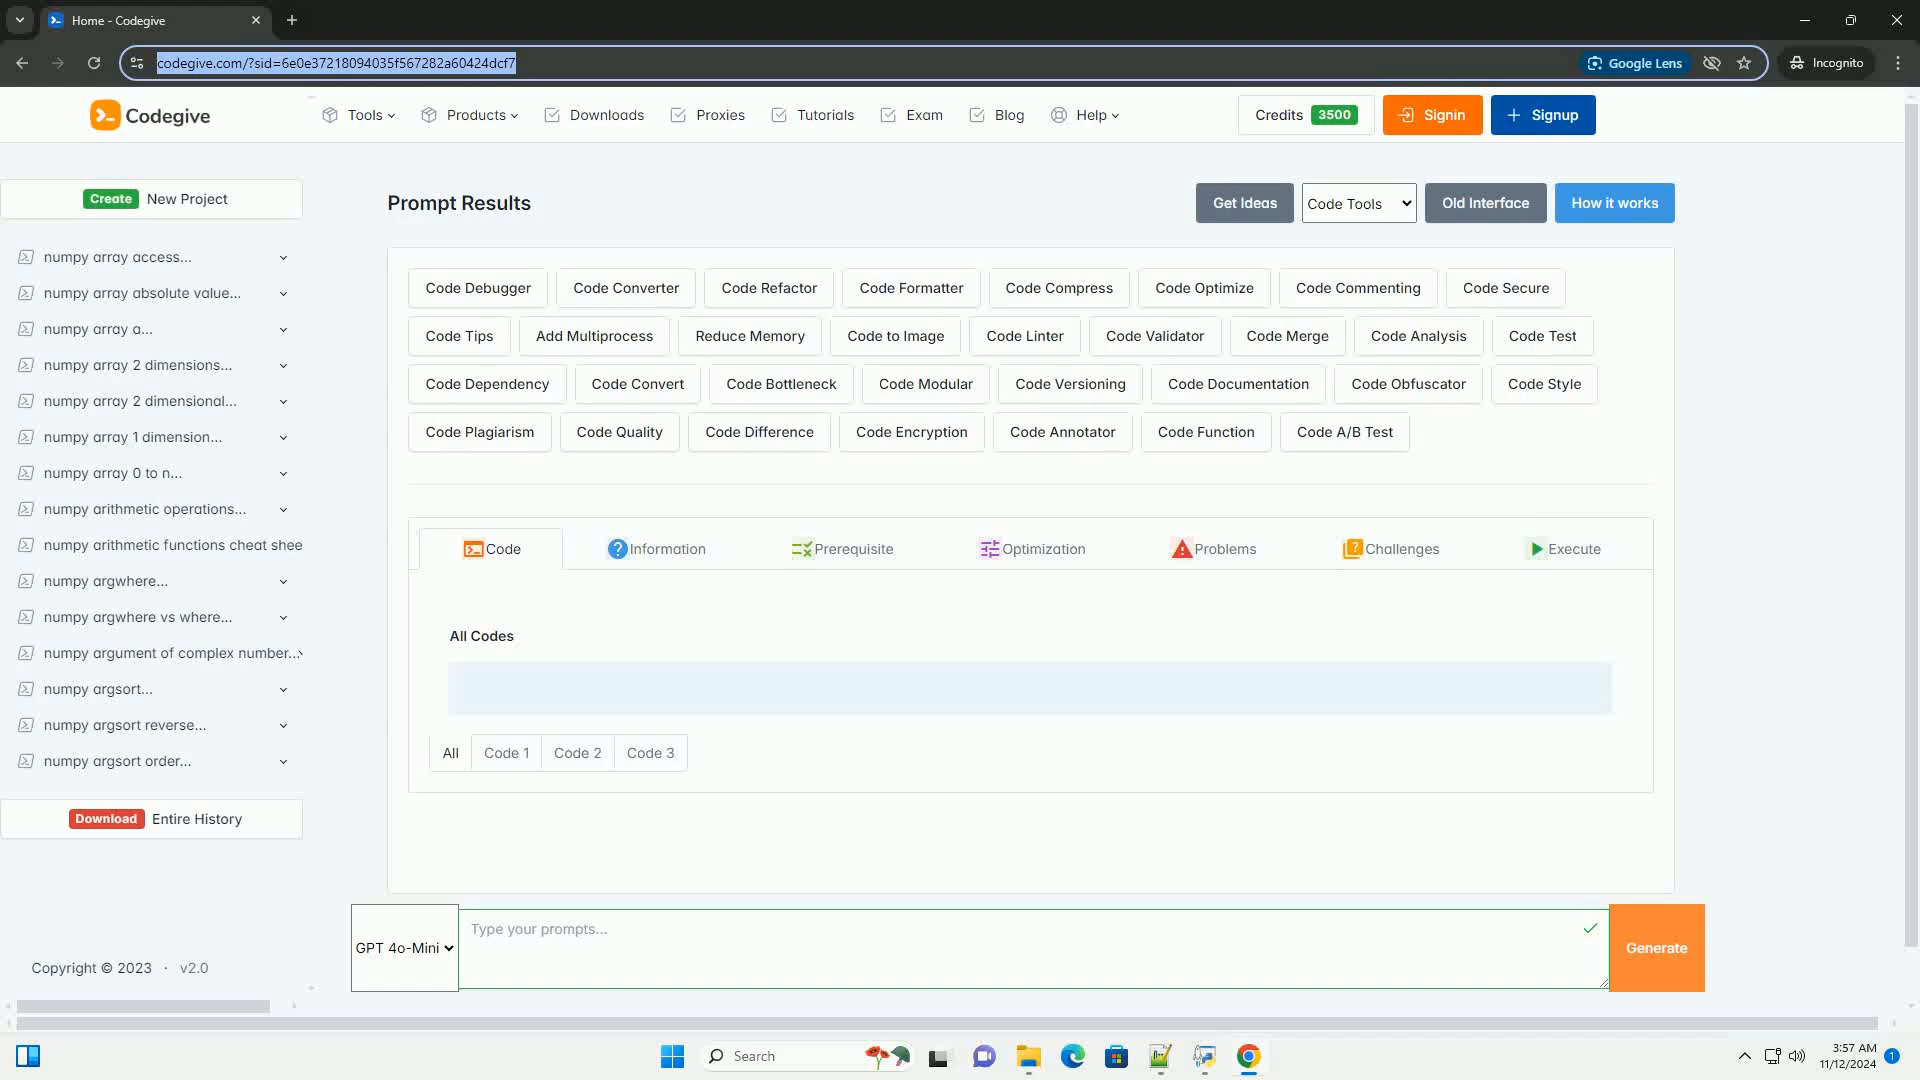 Home - Codegive
codegive.com/?sid=6e0e37218094035f567282a60424dcf7
Google Lens
Incognito
Codegive
Tools
Products
Downloads
Proxies
Tutorials
Exam
Blog
Help
Credits 3500
Signin
Signup
Create New Project
numpy array access...
numpy array absolute value...
numpy array a...
numpy array 2 dimensions...
numpy array 2 dimensional...
numpy array 1 dimension...
numpy array 0 to n...
numpy arithmetic operations...
numpy arithmetic functions cheat shee
numpy argwhere...
numpy argwhere vs where...
numpy argument of complex number...
numpy argsort...
numpy argsort reverse...
numpy argsort order...
Download Entire History
Copyright © 2023 · v2.0
Prompt Results
Get Ideas
Code Tools
Old Interface
How it works
Code Debugger
Code Converter
Code Refactor
Code Formatter
Code Compress
Code Optimize
Code Commenting
Code Secure
Code Tips
Add Multiprocess
Reduce Memory
Code to Image
Code Linter
Code Validator
Code Merge
Code Analysis
Code Test
Code Dependency
Code Convert
Code Bottleneck
Code Modular
Code Versioning
Code Documentation
Code Obfuscator
Code Style
Code Plagiarism
Code Quality
Code Difference
Code Encryption
Code Annotator
Code Function
Code A/B Test
Code
Information
Prerequisite
Optimization
Problems
Challenges
Execute
All Codes
All
Code 1
Code 2
Code 3
GPT 4o-Mini
Type your prompts...
Generate
Search
3:57 AM
11/12/2024
1